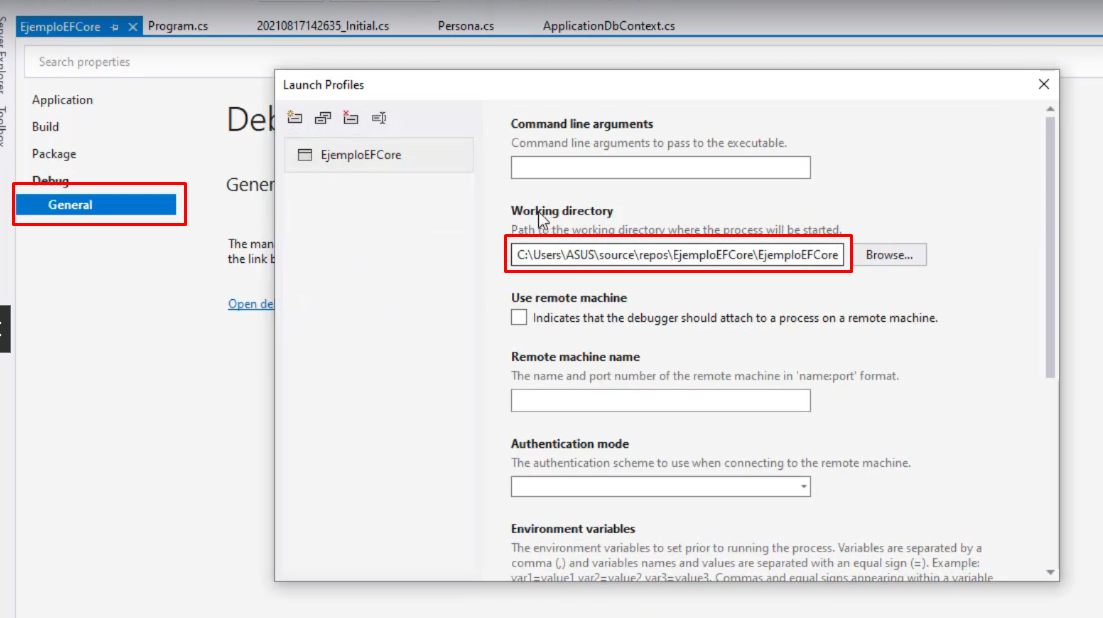 EjemploEFCore
Program.cs
20210817142635_Initial.cs
Persona.cs
ApplicationDbContext.cs
Server Explorer
Toolbox
Search properties
Application
Build
Package
Debug
General
Deb
Gener
The man
the link b
Open de
Launch Profiles
EjemploEFCore
Command line arguments
Command line arguments to pass to the executable.
Working directory
Path to the working directory where the process will be started.
C:\Users\ASUS\source\repos\EjemploEFCore\EjemploEFCore
Browse...
Use remote machine
Indicates that the debugger should attach to a process on a remote machine.
Remote machine name
The name and port number of the remote machine in 'name:port' format.
Authentication mode
The authentication scheme to use when connecting to the remote machine.
Environment variables
The environment variables to set prior to running the process. Variables are separated by a
comma (,) and variables names and values are separated with an equal sign (=). Example:
var1=value1,var2=value2,var3=value3. Commas and equal signs appearing within a variable